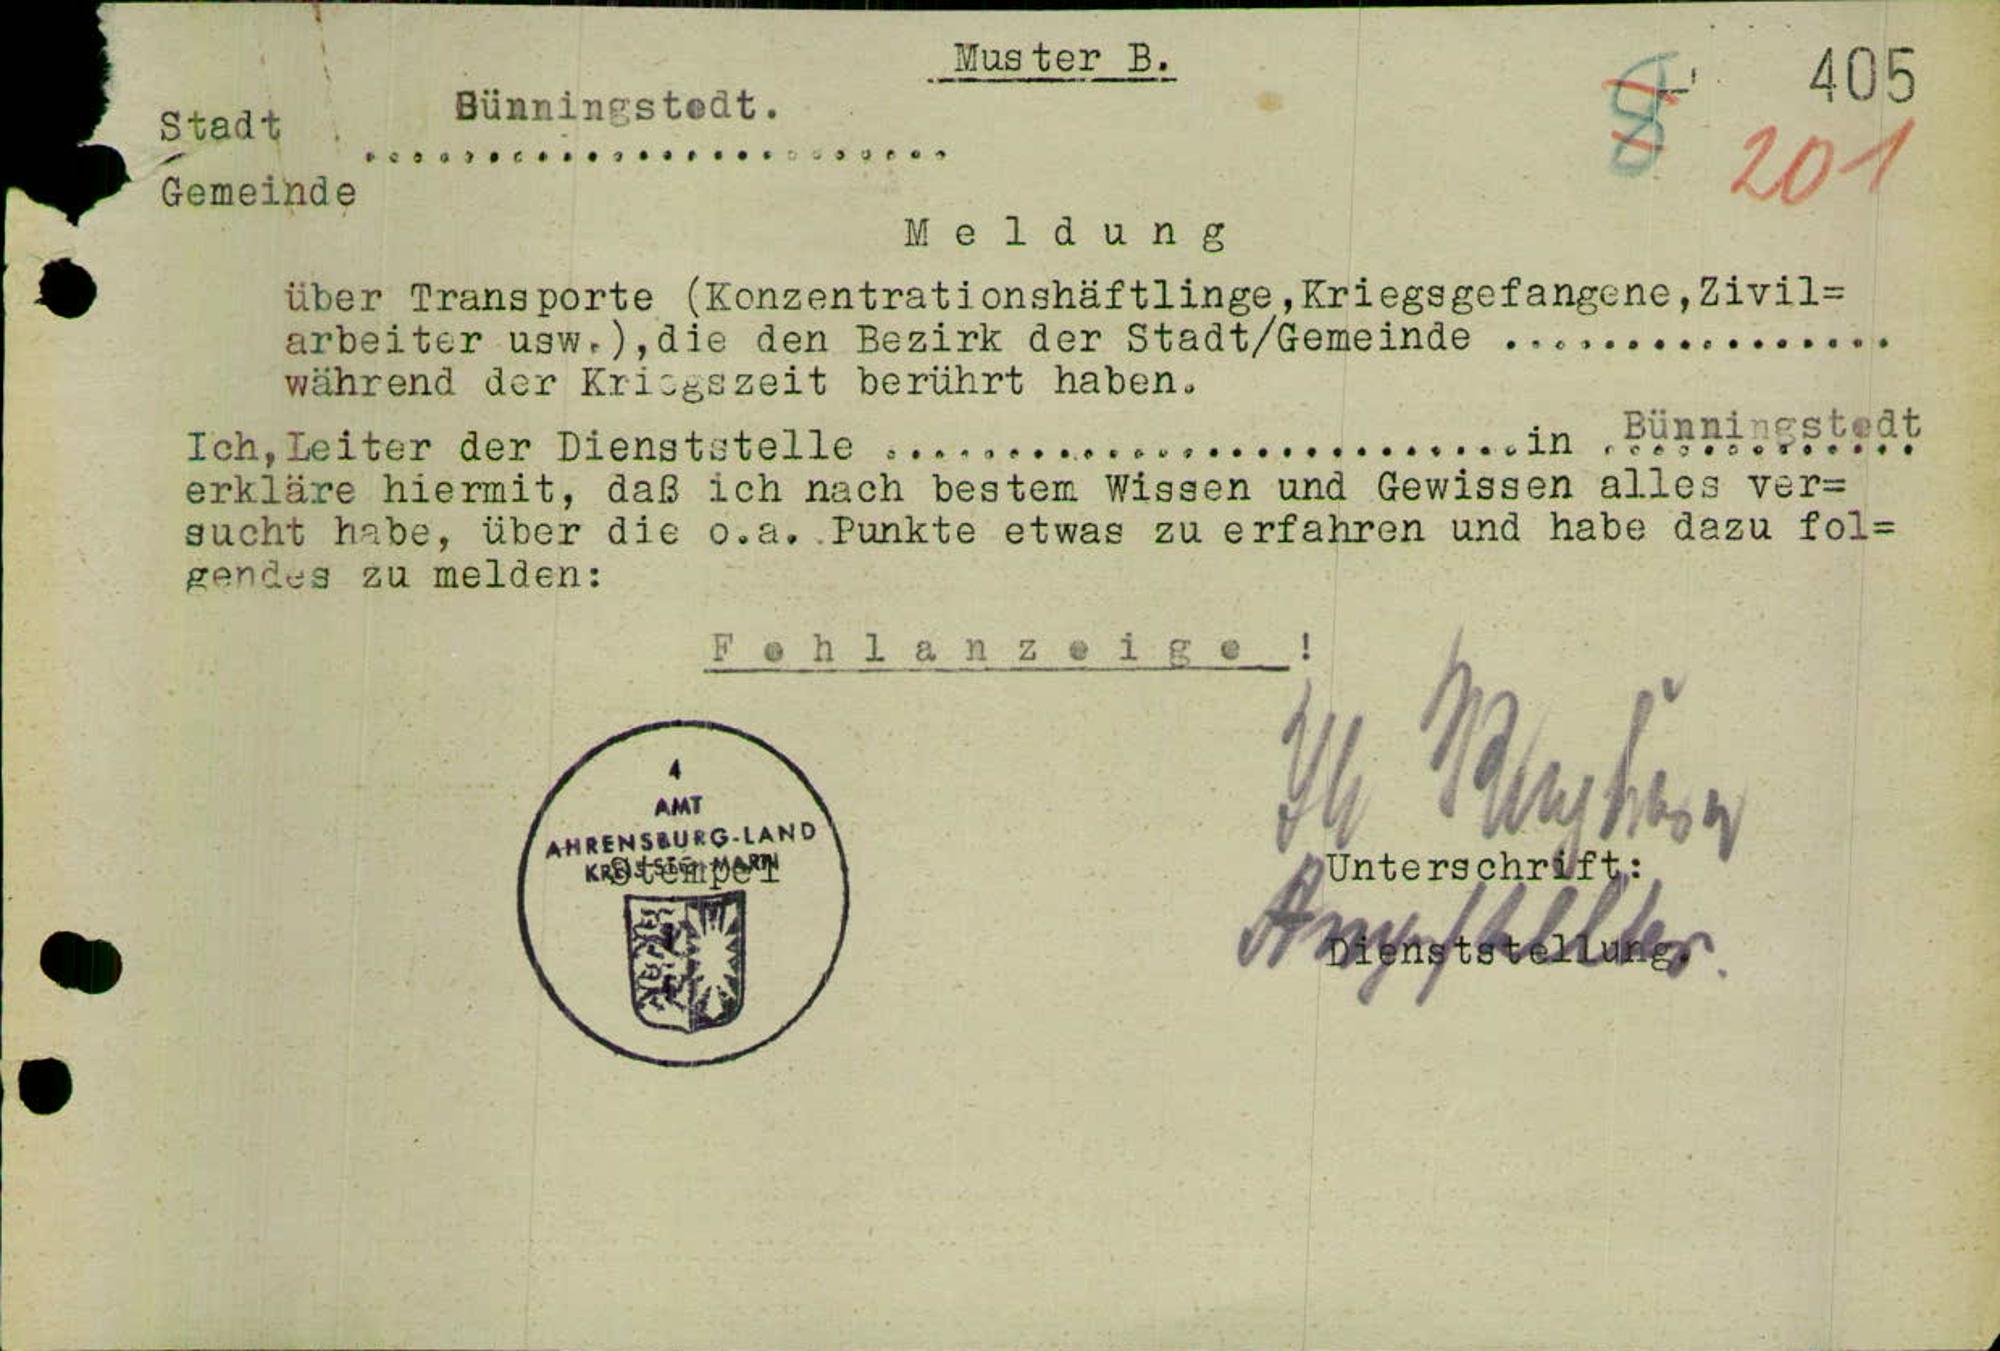 Muster B.
405
201
Stadt Bünningstedt.
..........................
Gemeinde
Meldung
über Transporte (Konzentrationshäftlinge,Kriegsgefangene,Zivil=
arbeiter usw.),die den Bezirk der Stadt/Gemeinde ................
während der Kriegszeit berührt haben.
Ich,Leiter der Dienststelle ..........................in Bünningstedt
erkläre hiermit, daß ich nach bestem Wissen und Gewissen alles ver=
sucht habe, über die o.a. Punkte etwas zu erfahren und habe dazu fol=
gendes zu melden:
Fehlanzeige !
4
AMT
AHRENSBURG-LAND
Stempel
Unterschrift:
Dienststellung.